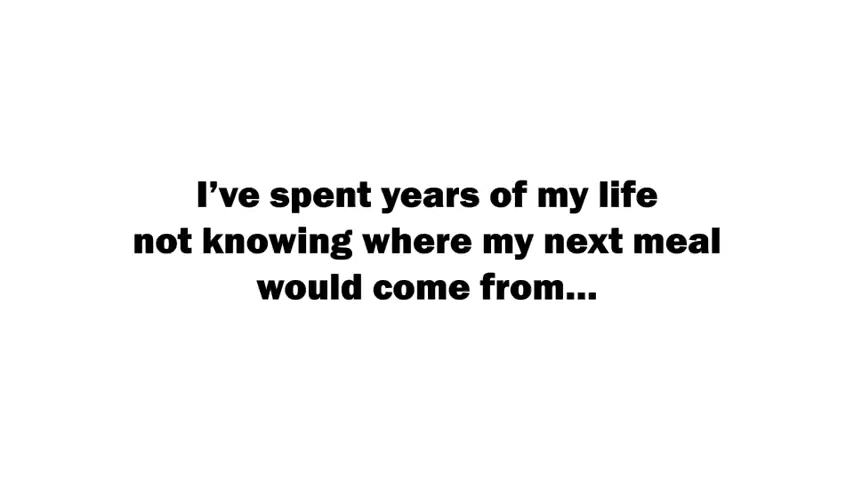 I’ve spent years of my life
not knowing where my next meal
would come from...